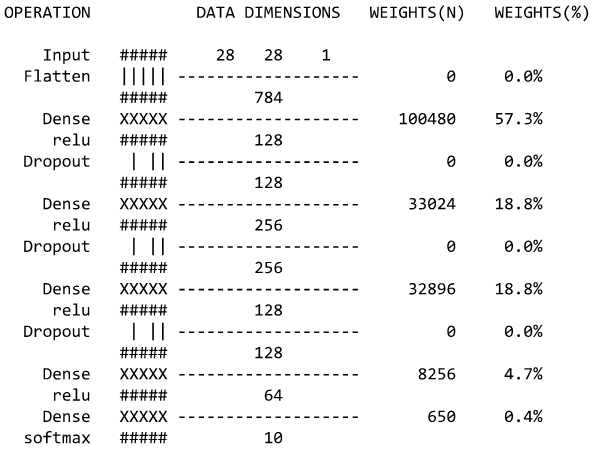 OPERATION           DATA DIMENSIONS   WEIGHTS(N)   WEIGHTS(%)
Input   #####   28   28   1
Flatten   |||||   -------------------   0   0.0%
#####   784
Dense   XXXXX   -------------------   100480   57.3%
relu   #####   128
Dropout   | ||   -------------------   0   0.0%
#####   128
Dense   XXXXX   -------------------   33024   18.8%
relu   #####   256
Dropout   | ||   -------------------   0   0.0%
#####   256
Dense   XXXXX   -------------------   32896   18.8%
relu   #####   128
Dropout   | ||   -------------------   0   0.0%
#####   128
Dense   XXXXX   -------------------   8256   4.7%
relu   #####   64
Dense   XXXXX   -------------------   650   0.4%
softmax   #####   10